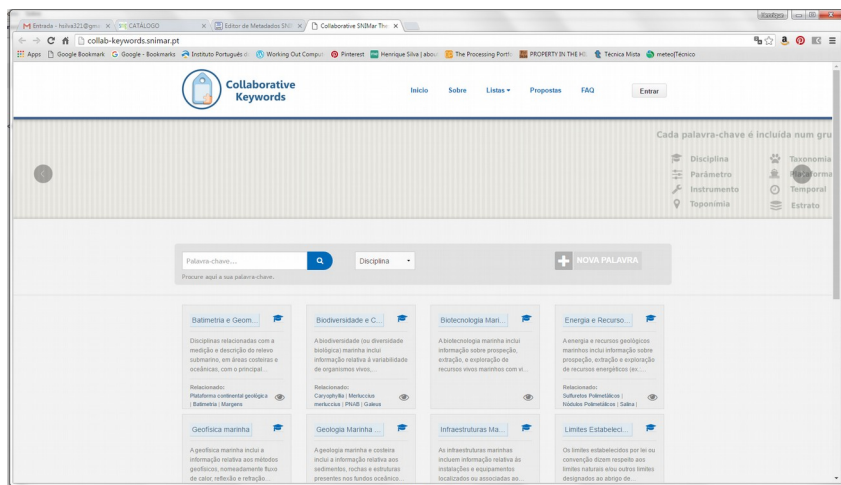 Entrada - hsilva321@gm
CATÁLOGO
Editor de Metadados SNI
Collaborative SNIMar The
collab-keywords.snimar.pt
Apps
Google Bookmark
Google - Bookmarks
Instituto Português d
Working Out Compu
Pinterest
Henrique Silva | abou
The Processing Portf
PROPERTY IN THE H
Técnica Mista
meteo|Técnico
Collaborative
Keywords
Início
Sobre
Listas
Propostas
FAQ
Entrar
Cada palavra-chave é incluída num gru
Disciplina
Taxonomia
Parâmetro
Plataforma
Instrumento
Temporal
Toponímia
Estrato
Palavra-chave...
Disciplina
NOVA PALAVRA
Procure aqui a sua palavra-chave.
Batimetria e Geom...
Biodiversidade e C...
Biotecnologia Mari...
Energia e Recurso...
Disciplinas relacionadas com a
medição e descrição do relevo
submarino, em áreas costeiras e
oceânicas, com o principal...
Relacionado:
Plataforma continental geológica
| Batimetria | Margens
A biodiversidade (ou diversidade
biológica) marinha inclui
informação relativa à variabilidade
de organismos vivos,...
Relacionado:
Caryophyllia | Merluccius
merluccius | PNAB | Galeus
A biotecnologia marinha inclui
informação sobre prospeção,
extração, e exploração de
recursos vivos marinhos com vi...
A energia e recursos geológicos
marinhos inclui informação sobre
prospeção, extração e exploração
de recursos energéticos (ex....
Relacionado:
Sulfuretos Polimetálicos |
Nódulos Polimetálicos | Salina |
Geofísica marinha
Geologia Marinha ...
Infraestruturas Ma...
Limites Estabeleci...
A geofísica marinha inclui a
informação relativa aos métodos
geofísicos, nomeadamente fluxo
de calor, reflexão e refração...
A geologia marinha e costeira
inclui a informação relativa aos
sedimentos, rochas e estruturas
presentes nos fundos oceânico...
As infraestruturas marinhas
incluem informação relativa às
instalações e equipamentos
localizados ou associadas ao...
Os limites estabelecidos por lei ou
convenção dizem respeito aos
limites naturais e/ou outros limites
designados ao abrigo de...